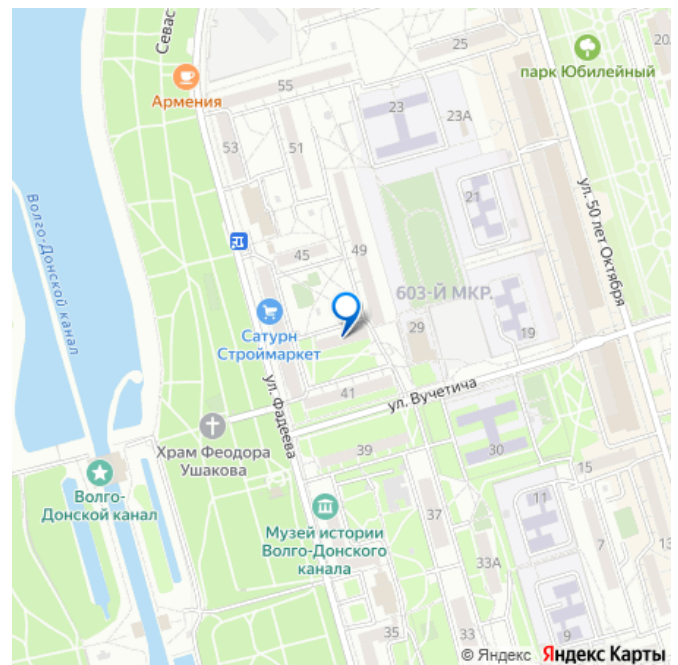 Севас
25
20
парк Юбилейный
55
Армения
23
23А
53
51
Волго-Донской канал
21
ул. 50 лет Октября
45
49
603-Й МКР.
Сатурн
Строймаркет
29
19
ул. Фадеева
41
ул. Вучетича
Храм Феодора
Ушакова
39
30
15
Волго-
Донской канал
11
37
7
13
Музей истории
Волго-Донского
канала
33А
35
33
9
© Яндекс
Яндекс Карты